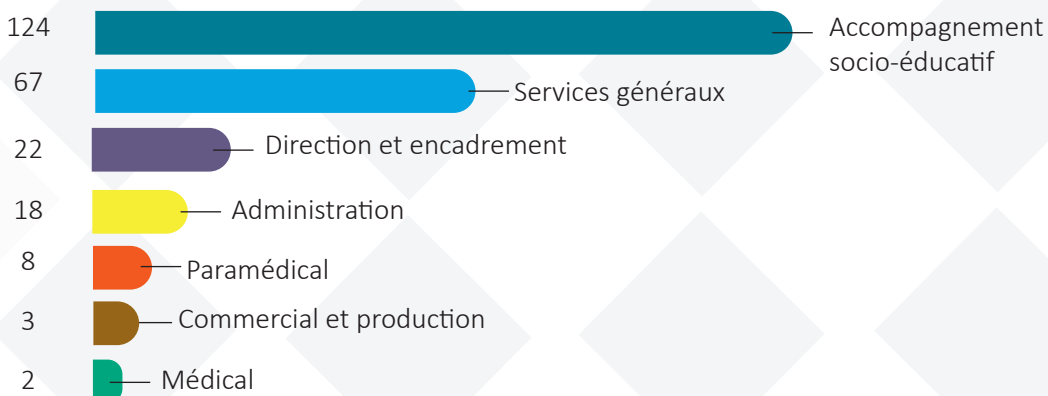 124 Accompagnement
socio-éducatif
67 Services généraux
22 Direction et encadrement
18 Administration
8 Paramédical
3 Commercial et production
2 Médical